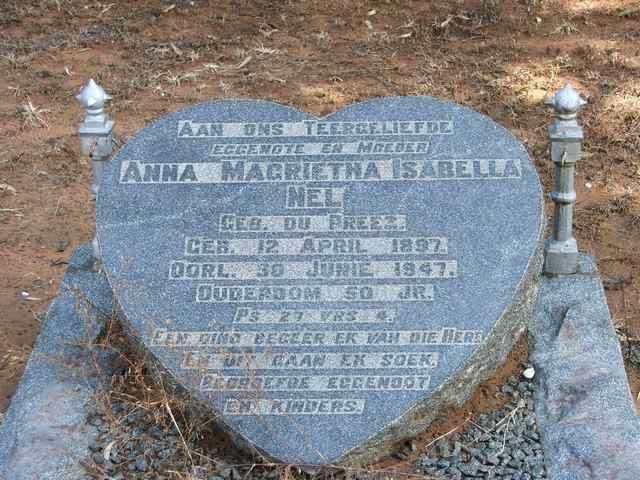 AAN ONS TEERGELIEFDE
EGGENOTE EN MOEDER
ANNA MAGRIETHA ISABELLA
NEL
GEB. DU PREEZ.
GEB. 12 APRIL 1897.
OORL. 30 JUNIE 1947.
OUDERDOM 50 JR.
PS 27 VRS 4.
EEN DING BEGEER EK VAN DIE HERE
EN DIT GAAN EK SOEK.
BEDROEFDE EGGENOOT
EN KINDERS.